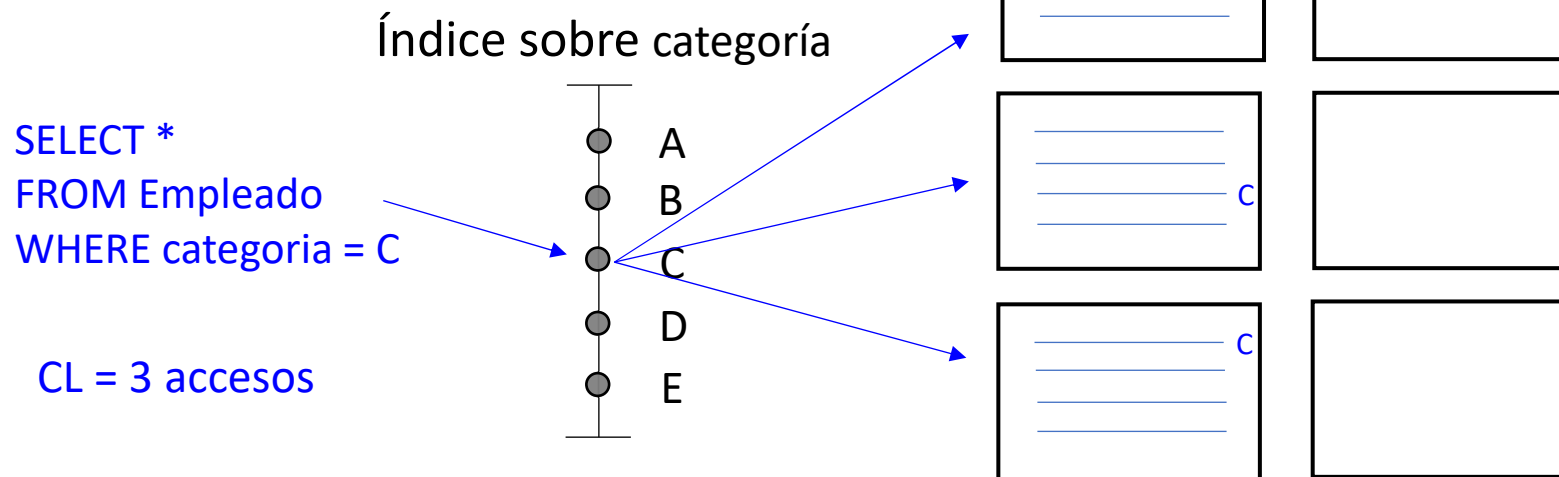 Índice sobre categoría
SELECT *
FROM Empleado
WHERE categoria = C
CL = 3 accesos
A
B
C
D
E
C
C